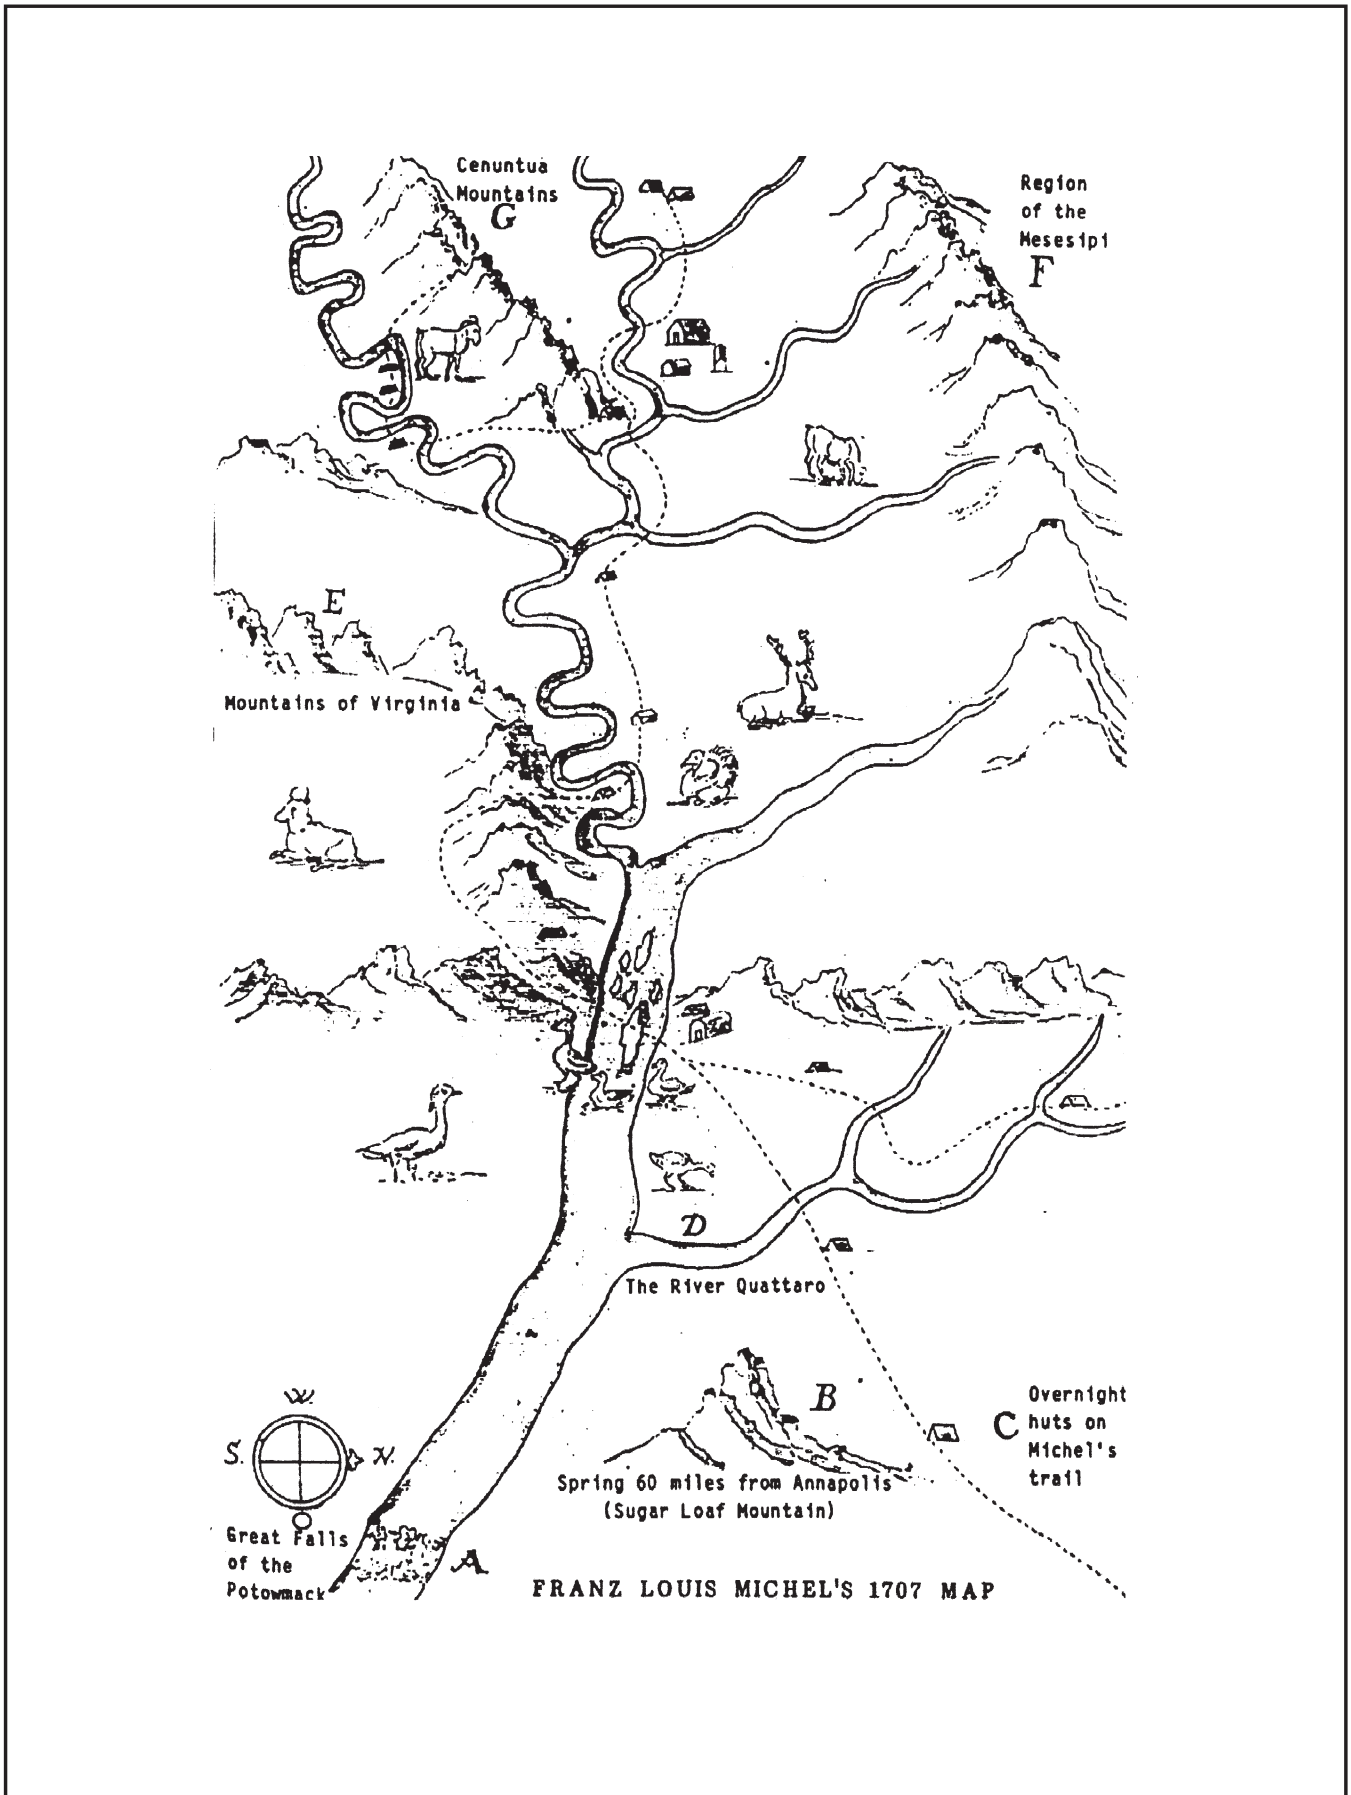 Cenuntua
Mountains
G
Region
of the
Mesesipi
F
E
Mountains of Virginia
D
The River Quattaro
B
Spring 60 miles from Annapolis
(Sugar Loaf Mountain)
C
Overnight
huts on
Michel's
trail
W.
S.
N.
Great Falls
of the
Potowmack
A
FRANZ LOUIS MICHEL'S 1707 MAP